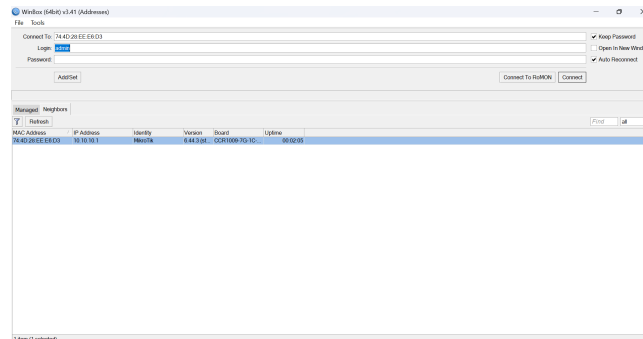 WinBox (64bit) v3.41 (Addresses)
File Tools
Connect To: 74:4D:28:EE:E6:D3
Keep Password
Login: admin
Open In New Wind
Password:
Auto Reconnect
Add/Set
Connect To RoMON
Connect
Managed Neighbors
Refresh
Find
all
MAC Address IP Address Identity Version Board Uptime
74:4D:28:EE:E6:D3 10.10.10.1 MikroTik 6.44.3 (st... CCR1009-7G-1C-... 00:02:05
1 item (1 selected)